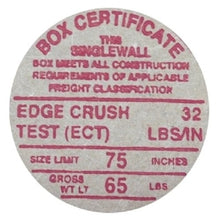 BOX CERTIFICATE
THIS
SINGLEWALL
BOX MEETS ALL CONSTRUCTION
REQUIREMENTS OF APPLICABLE
FREIGHT CLASSIFICATION
EDGE CRUSH 32
TEST (ECT) LBS/IN
SIZE LIMIT 75 INCHES
GROSS
WT LT 65 LBS